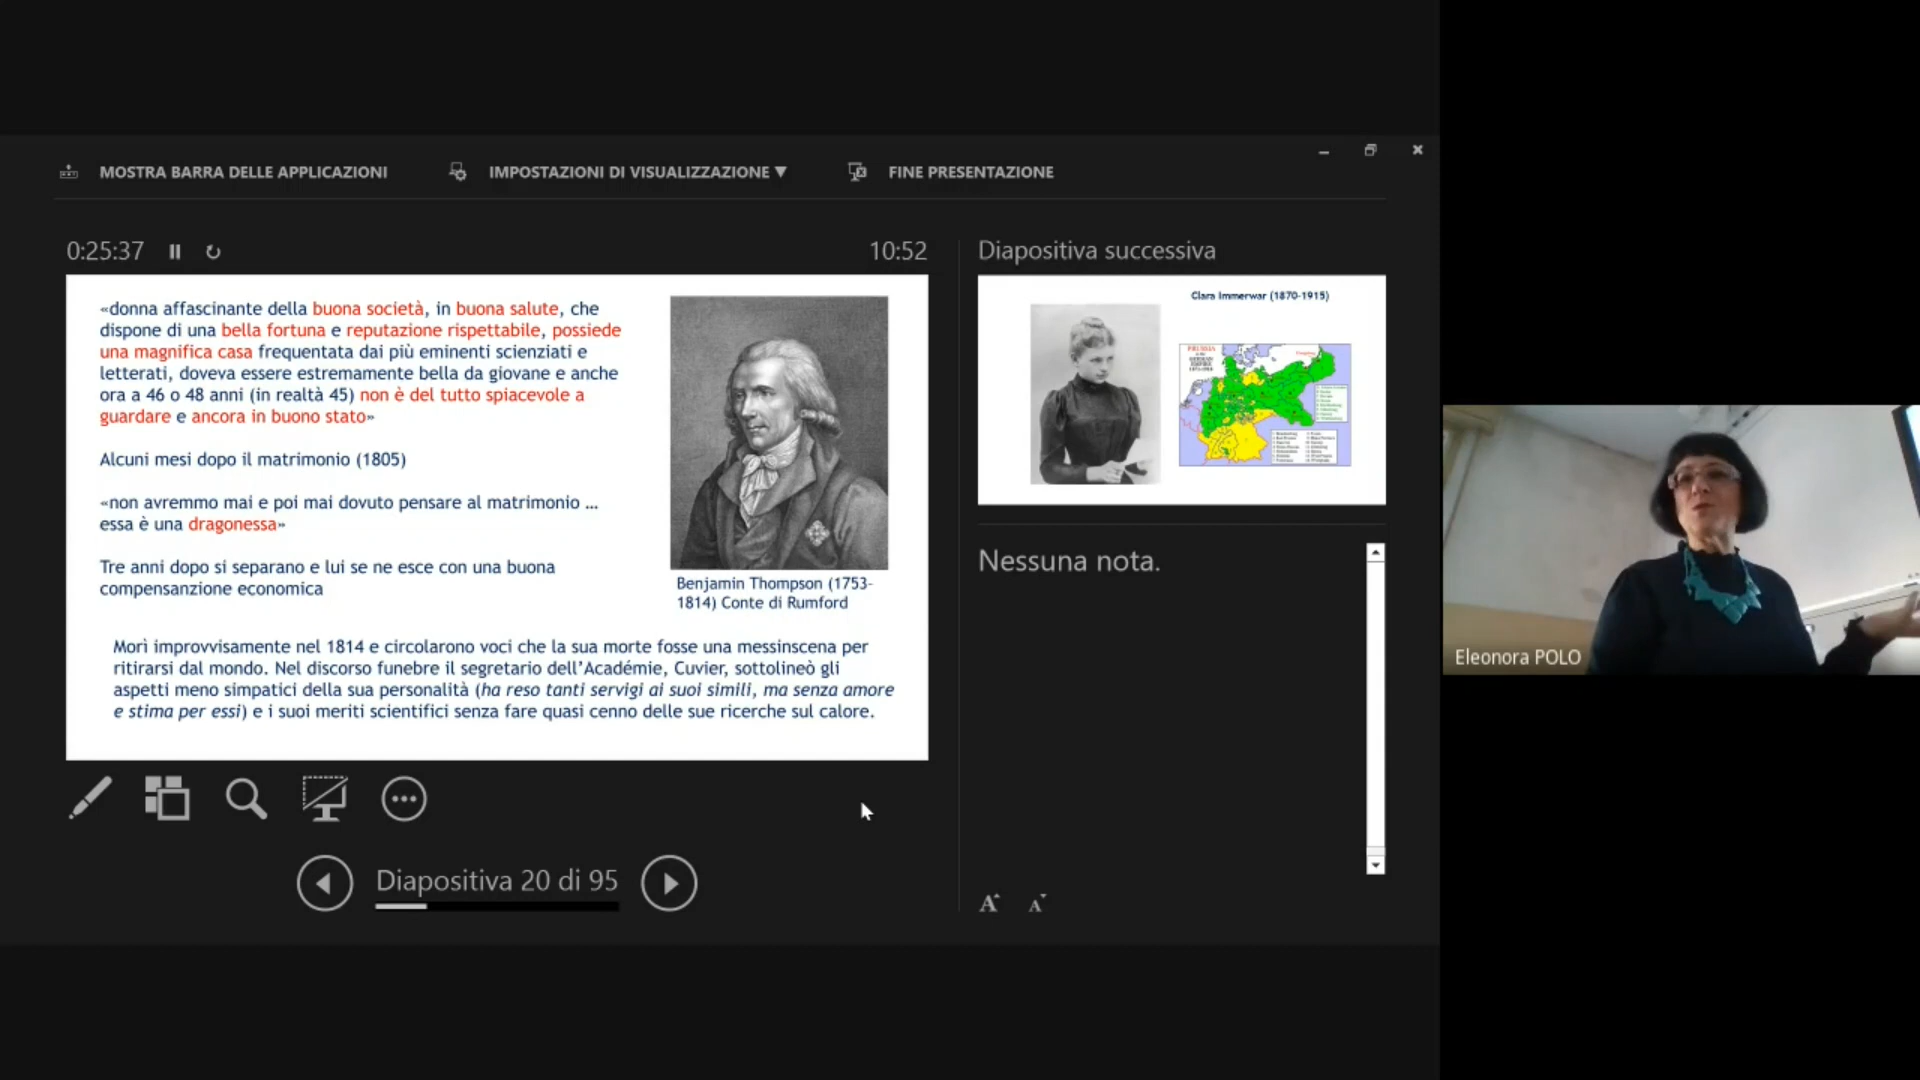 MOSTRA BARRA DELLE APPLICAZIONI
IMPOSTAZIONI DI VISUALIZZAZIONE ▼
FINE PRESENTAZIONE
0:25:37
10:52
«donna affascinante della buona società, in buona salute, che
dispone di una bella fortuna e reputazione rispettabile, possiede
una magnifica casa frequentata dai più eminenti scienziati e
letterati, doveva essere estremamente bella da giovane e anche
ora a 46 o 48 anni (in realtà 45) non è del tutto spiacevole a
guardare e ancora in buono stato»
Alcuni mesi dopo il matrimonio (1805)
«non avremmo mai e poi mai dovuto pensare al matrimonio ...
essa è una dragonessa»
Tre anni dopo si separano e lui se ne esce con una buona
compensanzione economica
Benjamin Thompson (1753-
1814) Conte di Rumford
Morì improvvisamente nel 1814 e circolarono voci che la sua morte fosse una messinscena per
ritirarsi dal mondo. Nel discorso funebre il segretario dell'Académie, Cuvier, sottolineò gli
aspetti meno simpatici della sua personalità (ha reso tanti servigi ai suoi simili, ma senza amore
e stima per essi) e i suoi meriti scientifici senza fare quasi cenno delle sue ricerche sul calore.
Diapositiva 20 di 95
Diapositiva successiva
Clara Immerwar (1870-1915)
PRUSSIA
Nessuna nota.
A A
Eleonora POLO